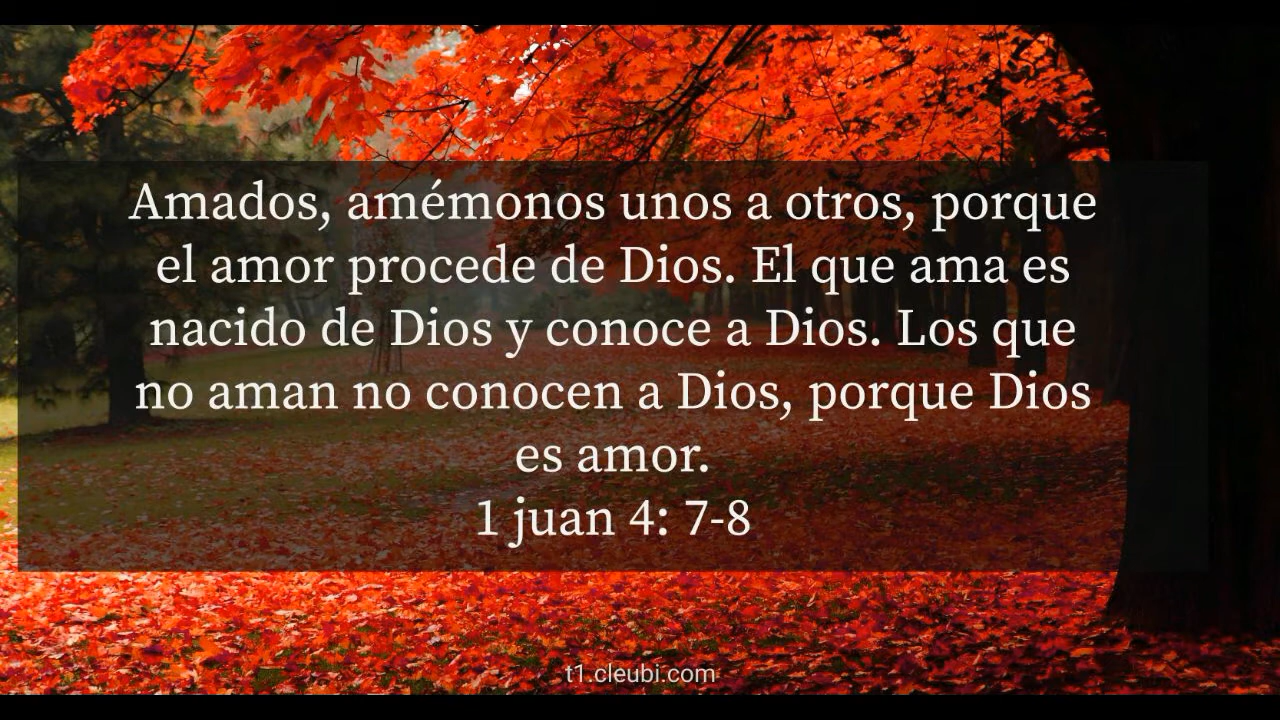 Amados, amémonos unos a otros, porque
el amor procede de Dios. El que ama es
nacido de Dios y conoce a Dios. Los que
no aman no conocen a Dios, porque Dios
es amor.
1 juan 4: 7-8
t1.cleubi.com